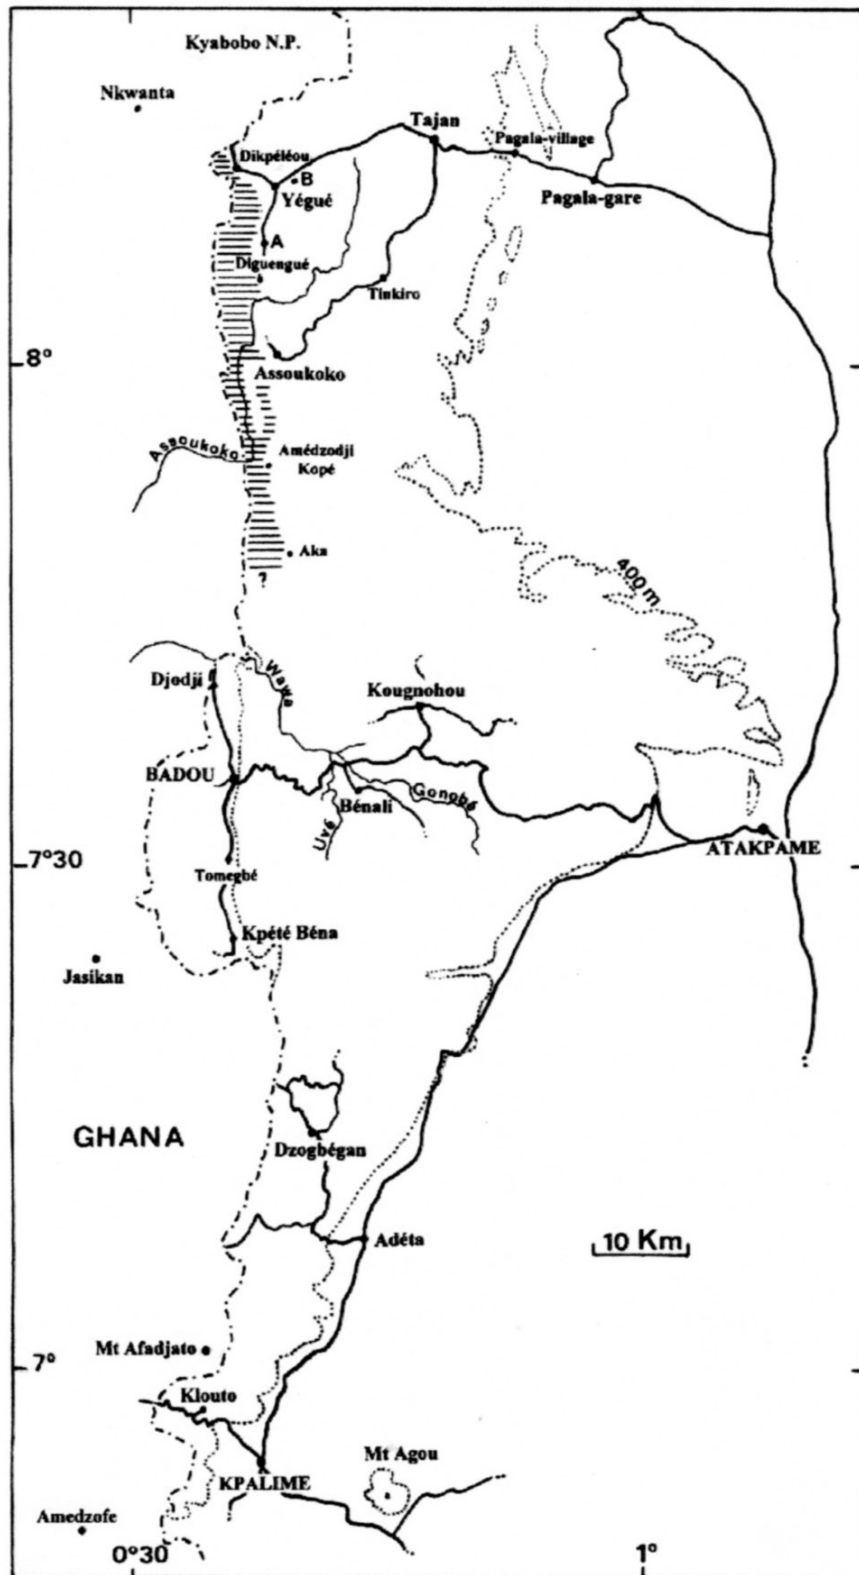 Kyabobo N.P.
Nkwanta
Tajan
Dikpéléou
Pagala-village
B
Yégué
Pagala-gare
A
Diguengué
Tinkiro
8°
Assoukoko
Assoukoko
Amédzodji
Kopé
Aka
?
400m
Wawa
Djodji
Kougnohou
BADOU
Gonobé
Bénali
Uvé
ATAKPAME
7°30
Tomegbé
Kpété Béna
Jasikan
GHANA
Dzogbégan
Adéta
10 Km
Mt Afadjato
7°
Klouto
Mt Agou
KPALIME
Amedzofe
0°30
1°